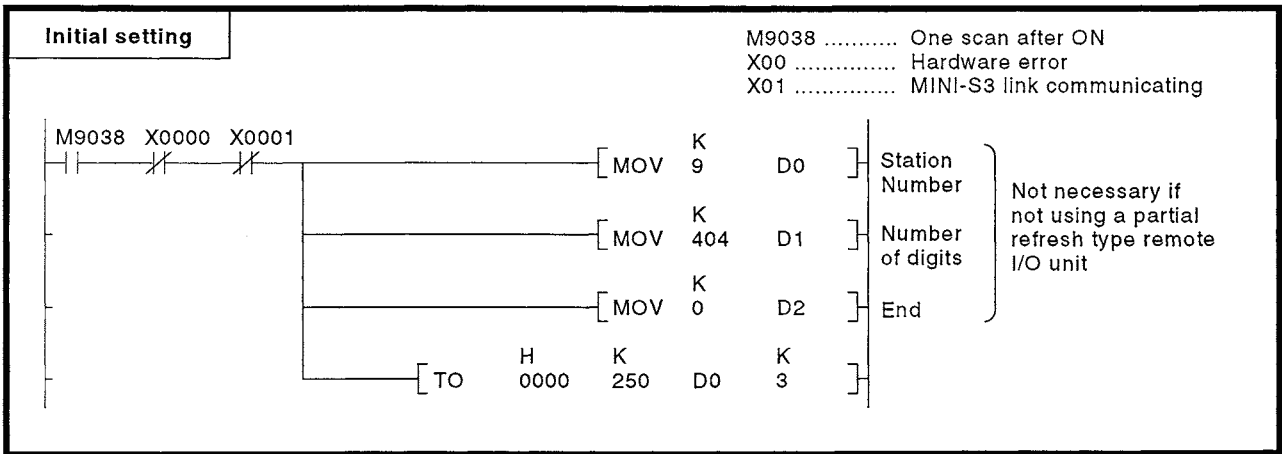 Initial setting
M9038 ........... One scan after ON
X00 ............... Hardware error
X01 ............... MINI-S3 link communicating
M9038 X0000 X0001
K
MOV 9 D0
Station
Number
K
MOV 404 D1
Number
of digits
K
MOV 0 D2
End
Not necessary if
not using a partial
refresh type remote
I/O unit
H K K
TO 0000 250 D0 3